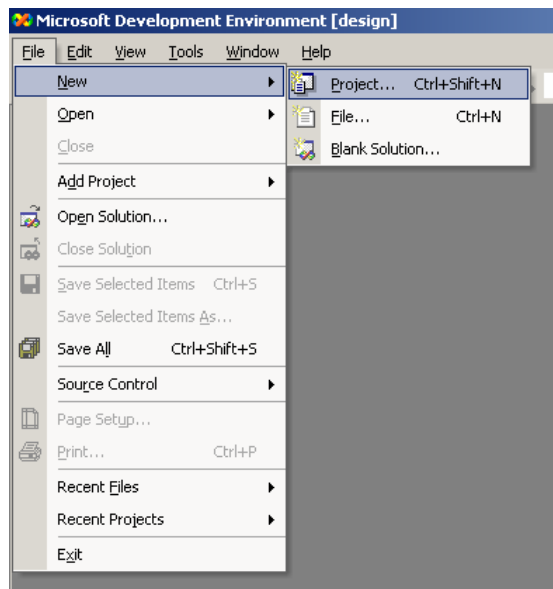 Microsoft Development Environment [design]
File Edit View Tools Window Help
New
Project... Ctrl+Shift+N
Open
File... Ctrl+N
Close
Blank Solution...
Add Project
Open Solution...
Close Solution
Save Selected Items Ctrl+S
Save Selected Items As...
Save All Ctrl+Shift+S
Source Control
Page Setup...
Print... Ctrl+P
Recent Files
Recent Projects
Exit